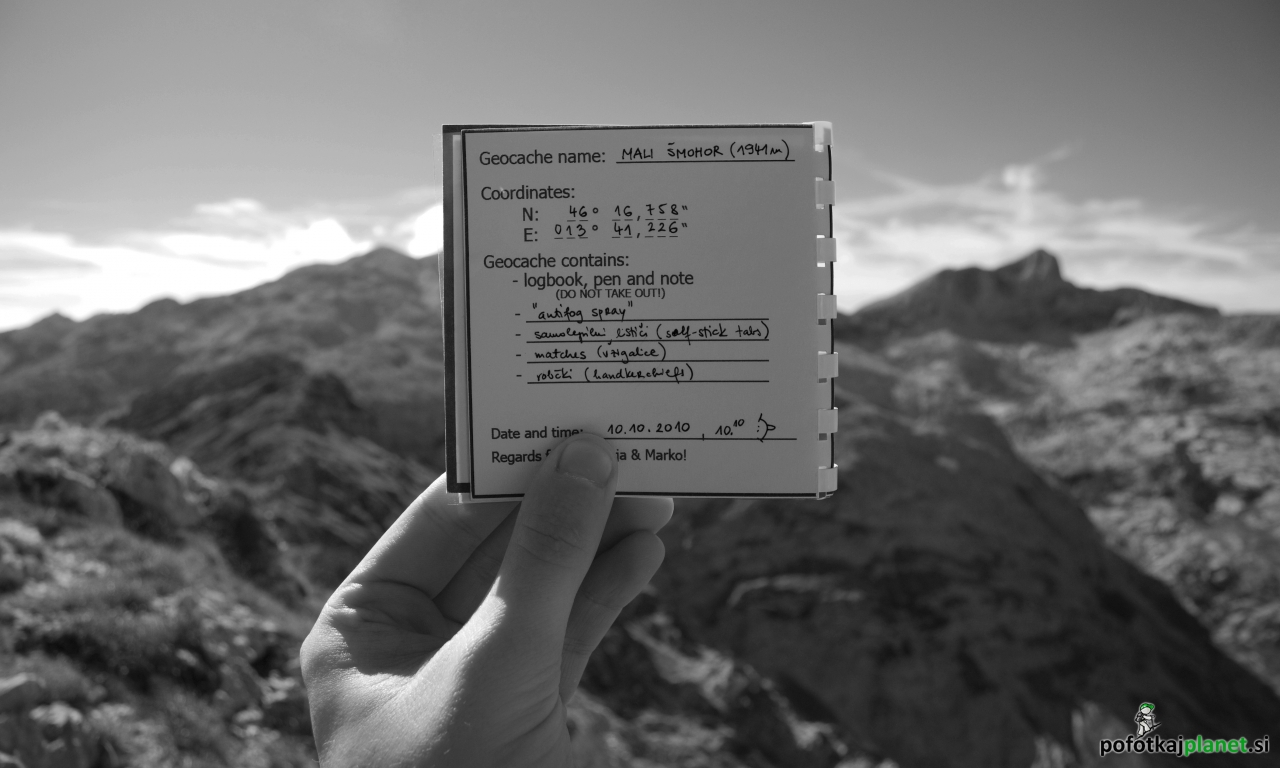 Geocache name: MALI ŠMOHOR (1941m)
Coordinates:
N: 46° 16,758"
E: 013° 41,226"
Geocache contains:
- logbook, pen and note
(DO NOT TAKE OUT!)
- "antifog spray"
- samolepilni lističi (self-stick tabs)
- matches (vžigalice)
- robčki (handkerchiefs)
Date and time: 10.10.2010, 10.10
Regards ja & Marko!
pofotkajplanet.si